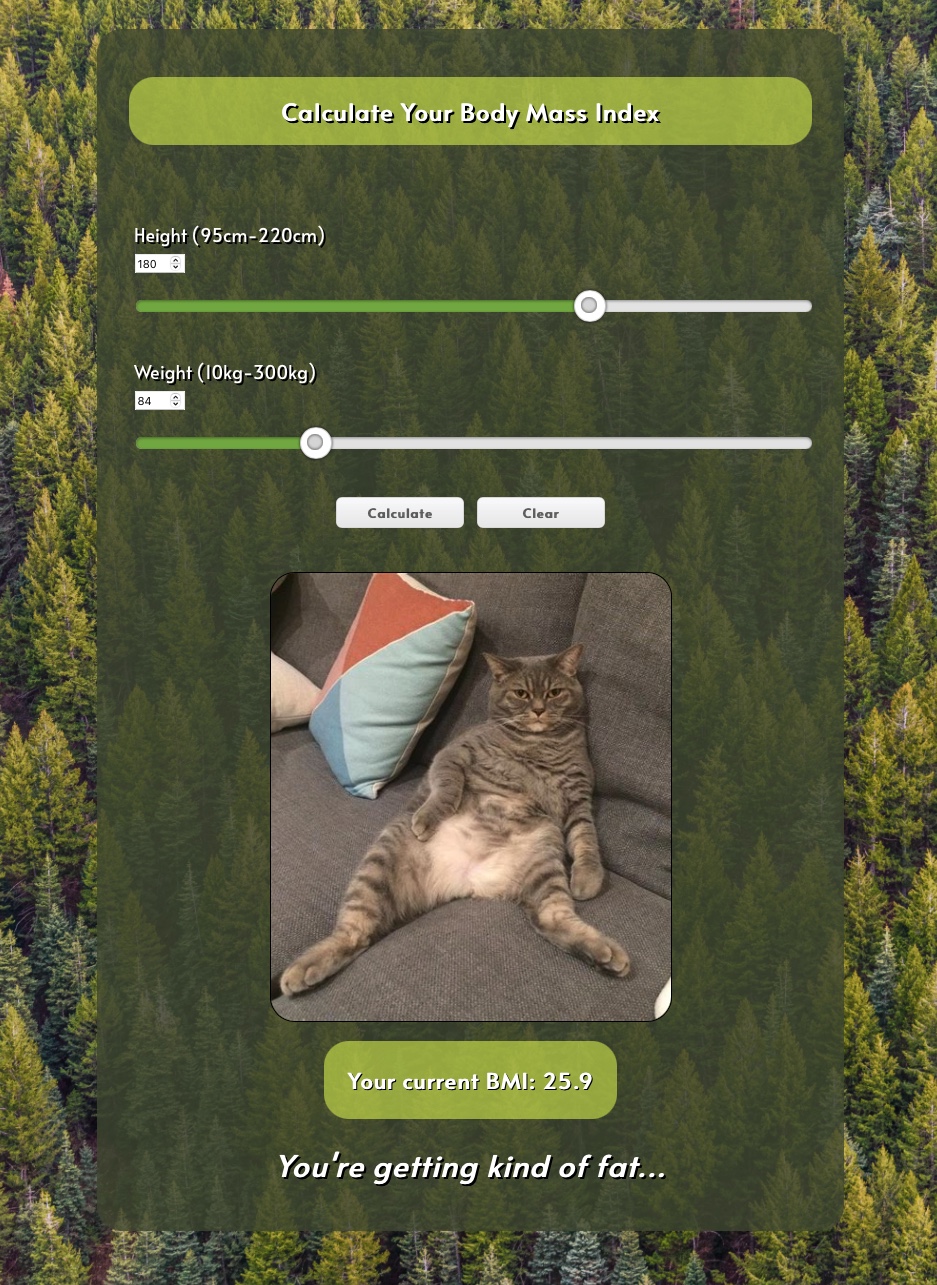 Calculate Your Body Mass Index
Height (95cm-220cm)
180
Weight (10kg-300kg)
84
Calculate Clear
Your current BMI: 25.9
You're getting kind of fat...